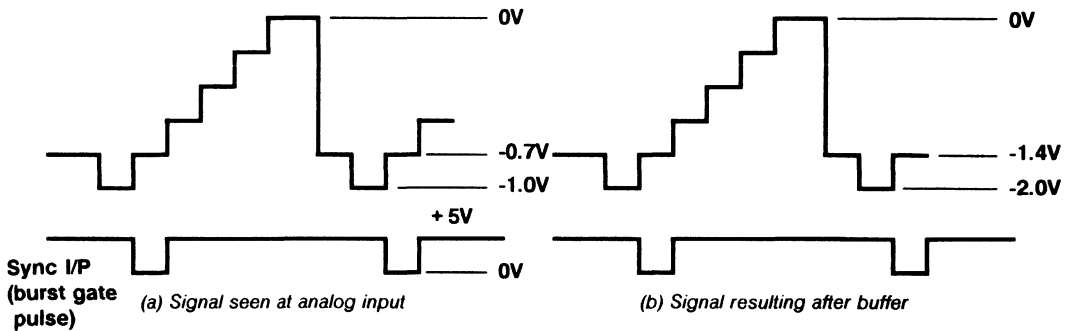 0V
0V
-0.7V
-1.4V
-1.0V
-2.0V
+ 5V
Sync I/P
(burst gate
pulse)
0V
(a) Signal seen at analog input
(b) Signal resulting after buffer